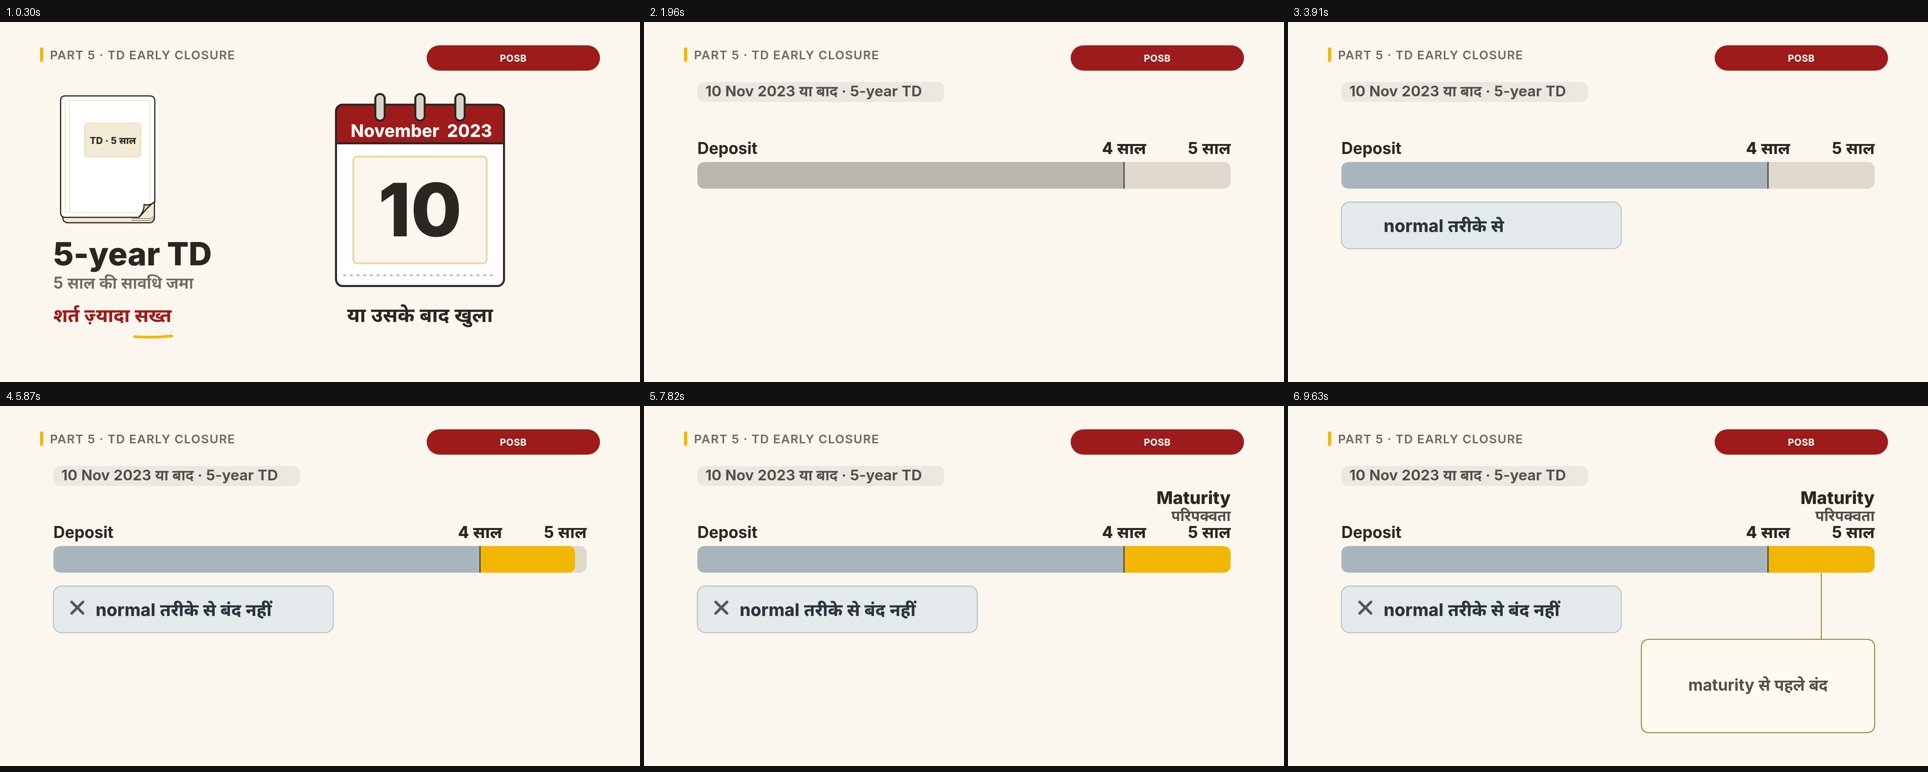 1. 0.30s
PART 5 · TD EARLY CLOSURE
POSB
TD · 5 साल
5-year TD
5 साल की सावधि जमा
शर्त ज़्यादा सख्त
November 2023
10
या उसके बाद खुला
2. 1.96s
PART 5 · TD EARLY CLOSURE
POSB
10 Nov 2023 या बाद · 5-year TD
Deposit
4 साल
5 साल
3. 3.91s
PART 5 · TD EARLY CLOSURE
POSB
10 Nov 2023 या बाद · 5-year TD
Deposit
4 साल
5 साल
normal तरीके से
4. 5.87s
PART 5 · TD EARLY CLOSURE
POSB
10 Nov 2023 या बाद · 5-year TD
Deposit
4 साल
5 साल
normal तरीके से बंद नहीं
5. 7.82s
PART 5 · TD EARLY CLOSURE
POSB
10 Nov 2023 या बाद · 5-year TD
Maturity
परिपक्वता
Deposit
4 साल
5 साल
normal तरीके से बंद नहीं
6. 9.63s
PART 5 · TD EARLY CLOSURE
POSB
10 Nov 2023 या बाद · 5-year TD
Maturity
परिपक्वता
Deposit
4 साल
5 साल
normal तरीके से बंद नहीं
maturity से पहले बंद